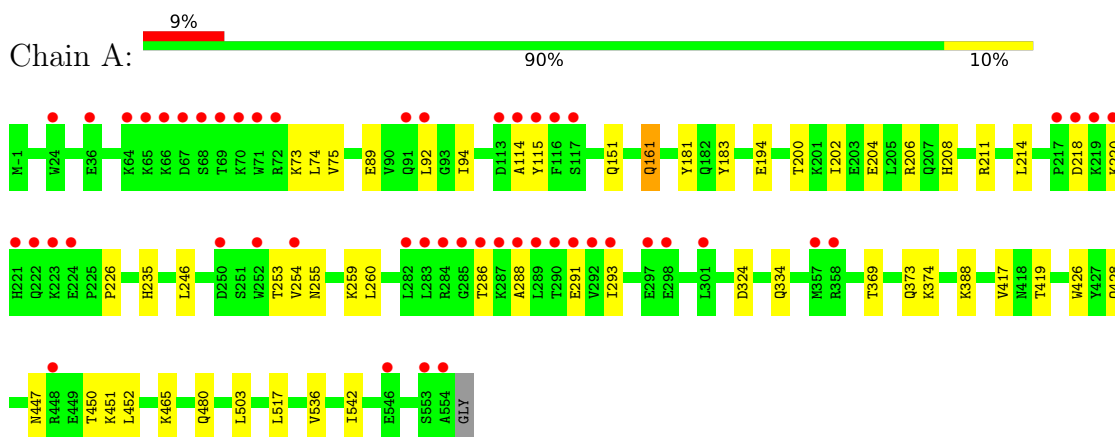 9%
Chain A:
90% 10%
M-1 W24 E36 K64 K65 K66 D67 S68 T69 K70 W71 R72 K73 L74 V75 E89 V90 Q91 L92 G93 I94 D113 A114 Y115 F116 S117 Q151 Q161 Y181 Q182 Y183 E194 T200 K201 I202 E203 E204 L205 R206 Q207 H208 R211 L214 P217 D218 K219 K220
H221 Q222 K223 E224 P225 P226 H235 L246 D250 S251 W252 T253 V254 N255 K259 L260 L282 L283 R284 G285 T286 K287 A288 L289 T290 E291 V292 I293 E297 E298 L301 D324 Q334 M357 R358 T369 Q373 K374 K388 V417 N418 T419 W426 Y427
N447 R448 E449 T450 K451 L452 K465 Q480 L503 L517 V536 I542 E546 S553 A554 GLY